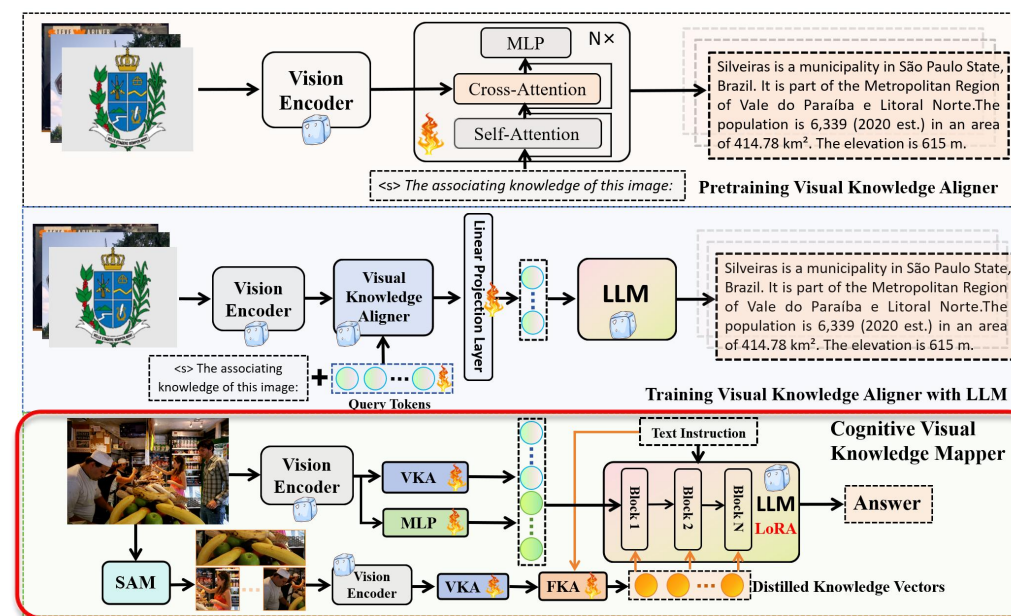 Vision
Encoder
MLP
N×
Cross-Attention
Self-Attention
<s> The associating knowledge of this image:
Silveiras is a municipality in São Paulo State,
Brazil. It is part of the Metropolitan Region
of Vale do Paraíba e Litoral Norte.The
population is 6,339 (2020 est.) in an area
of 414.78 km². The elevation is 615 m.
Pretraining Visual Knowledge Aligner
Vision
Encoder
Visual
Knowledge
Aligner
Linear Projection Layer
LLM
Silveiras is a municipality in São Paulo State,
Brazil. It is part of the Metropolitan Region
of Vale do Paraíba e Litoral Norte.The
population is 6,339 (2020 est.) in an area
of 414.78 km². The elevation is 615 m.
<s> The associating
knowledge of this image:
+
Query Tokens
Training Visual Knowledge Aligner with LLM
Cognitive Visual
Knowledge Mapper
Vision
Encoder
VKA
MLP
Text Instruction
Block 1
Block 2
Block N
LLM
LoRA
Answer
SAM
Vision
Encoder
VKA
FKA
Distilled Knowledge Vectors